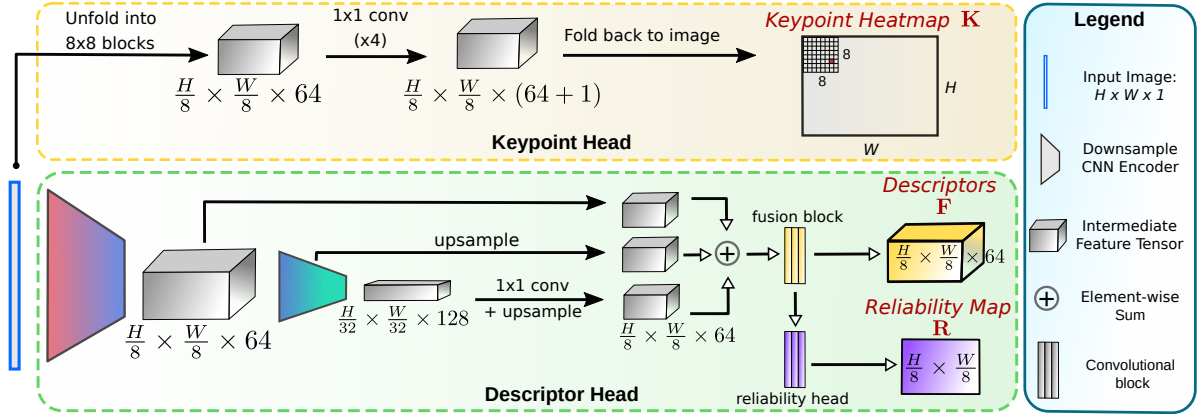 Unfold into
8x8 blocks
H/8 × W/8 × 64
1x1 conv
(x4)
H/8 × W/8 × (64 + 1)
Fold back to image
Keypoint Heatmap K
8
8
H
W
Keypoint Head
H/8 × W/8 × 64
upsample
H/32 × W/32 × 128
1x1 conv
+ upsample
H/8 × W/8 × 64
fusion block
reliability head
Descriptors
F
H/8 × W/8 × 64
Reliability Map
R
H/8 × W/8
Descriptor Head
Legend
Input Image:
H x W x 1
Downsample
CNN Encoder
Intermediate
Feature Tensor
Element-wise
Sum
Convolutional
block